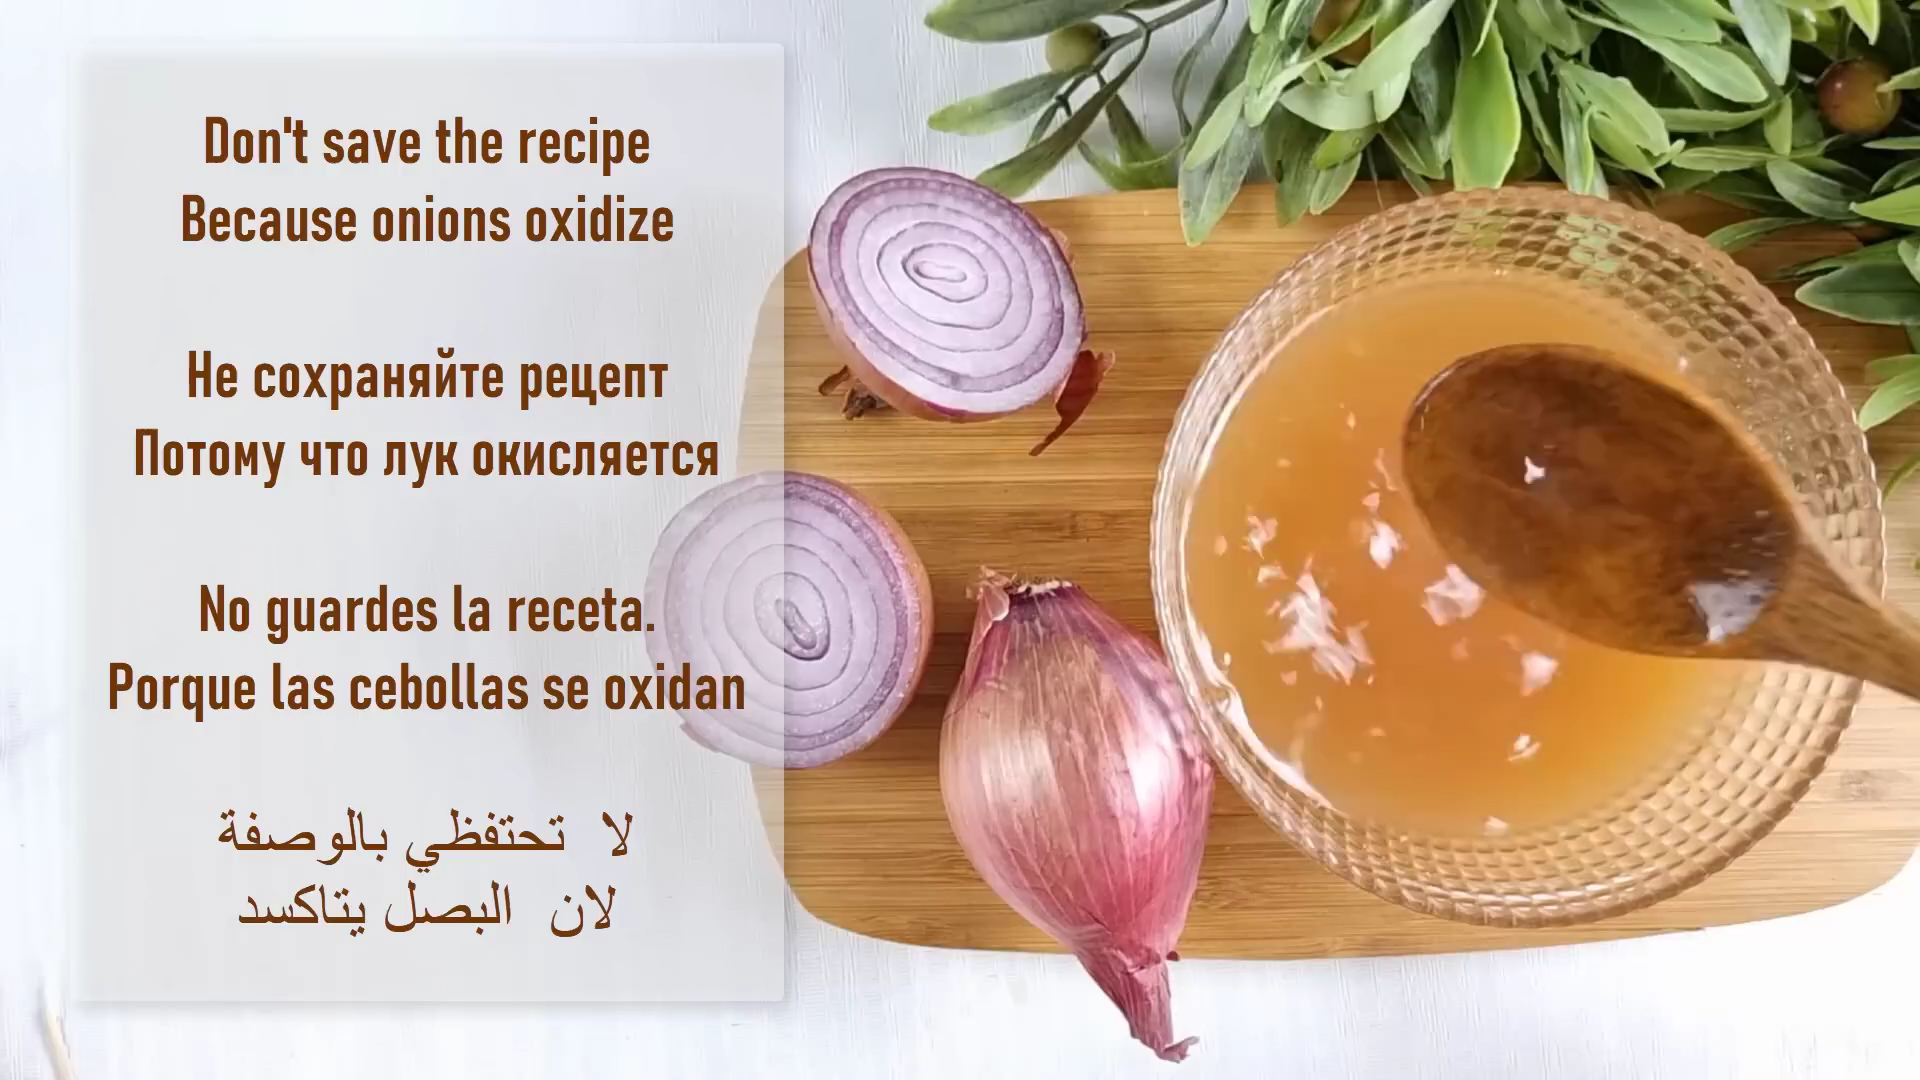 Don't save the recipe
Because onions oxidize
Не сохраняйте рецепт
Потому что лук окисляется
No guardes la receta.
Porque las cebollas se oxidan
لا تحتفظي بالوصفة
لان البصل يتاكسد